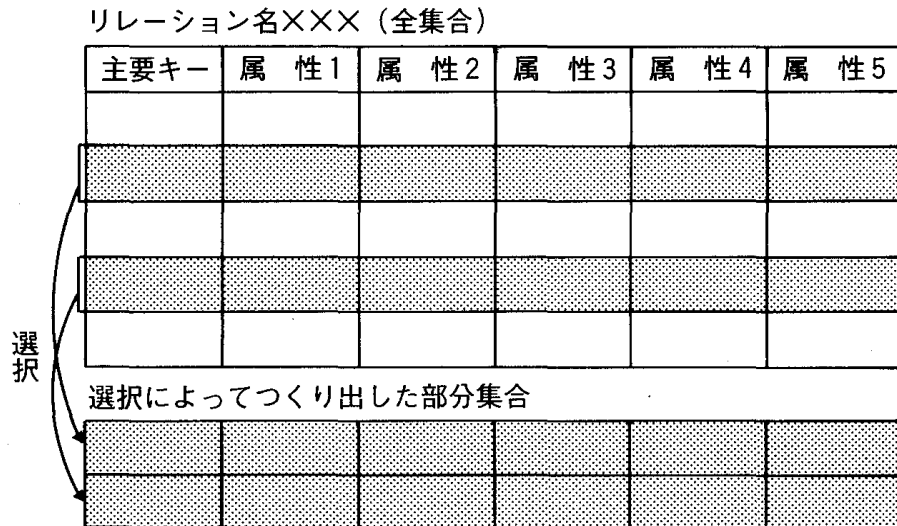 リレーション名×××（全集合）
主要キー 属 性1 属 性2 属 性3 属 性4 属 性5
選択
選択によってつくり出した部分集合